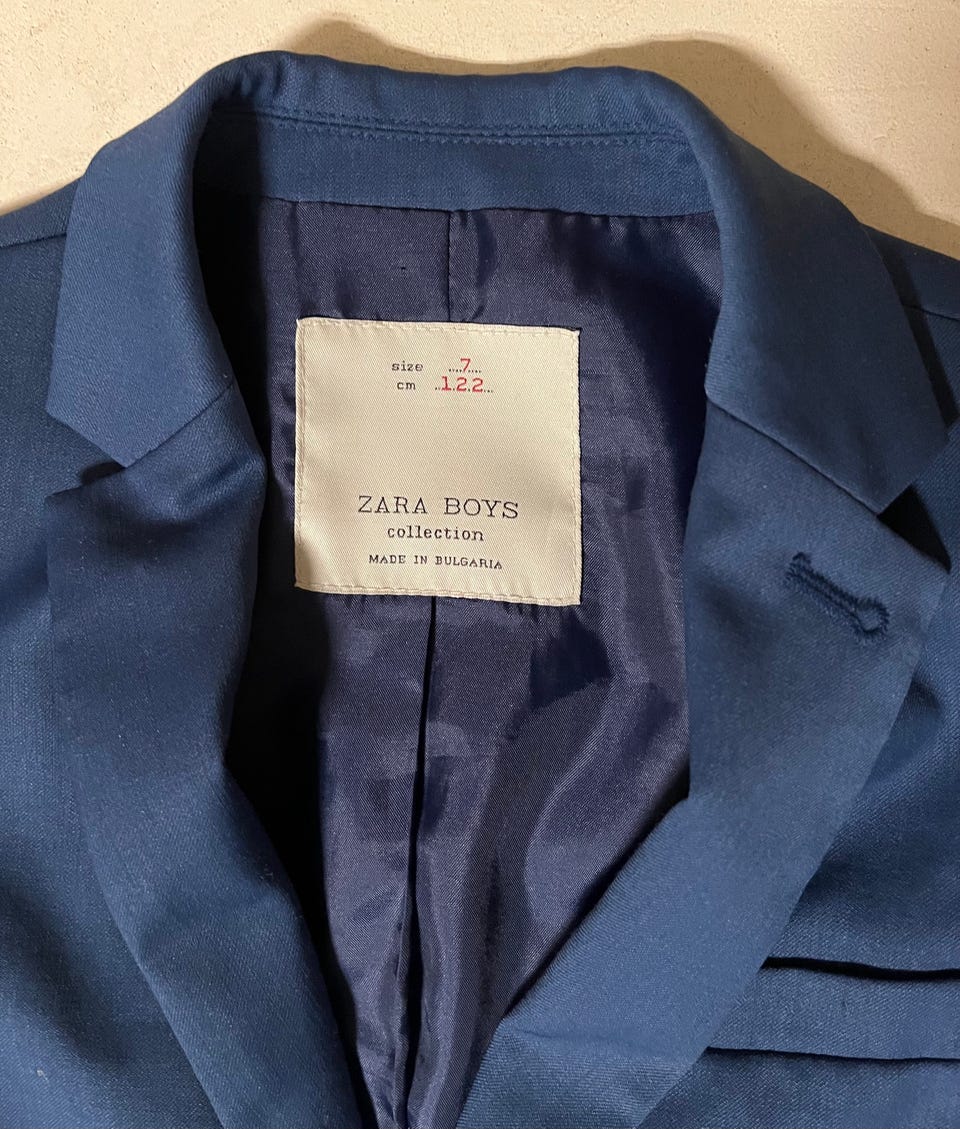 size 7
cm 122
ZARA BOYS
collection
MADE IN BULGARIA